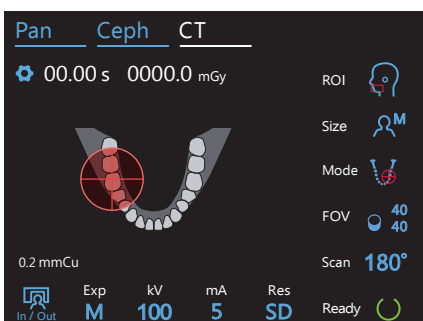 Pan Ceph CT
00.00 s 0000.0 mGy
ROI
Size M
Mode
FOV 40
40
0.2 mmCu
Scan 180°
Exp kV mA Res
In / Out M 100 5 SD
Ready